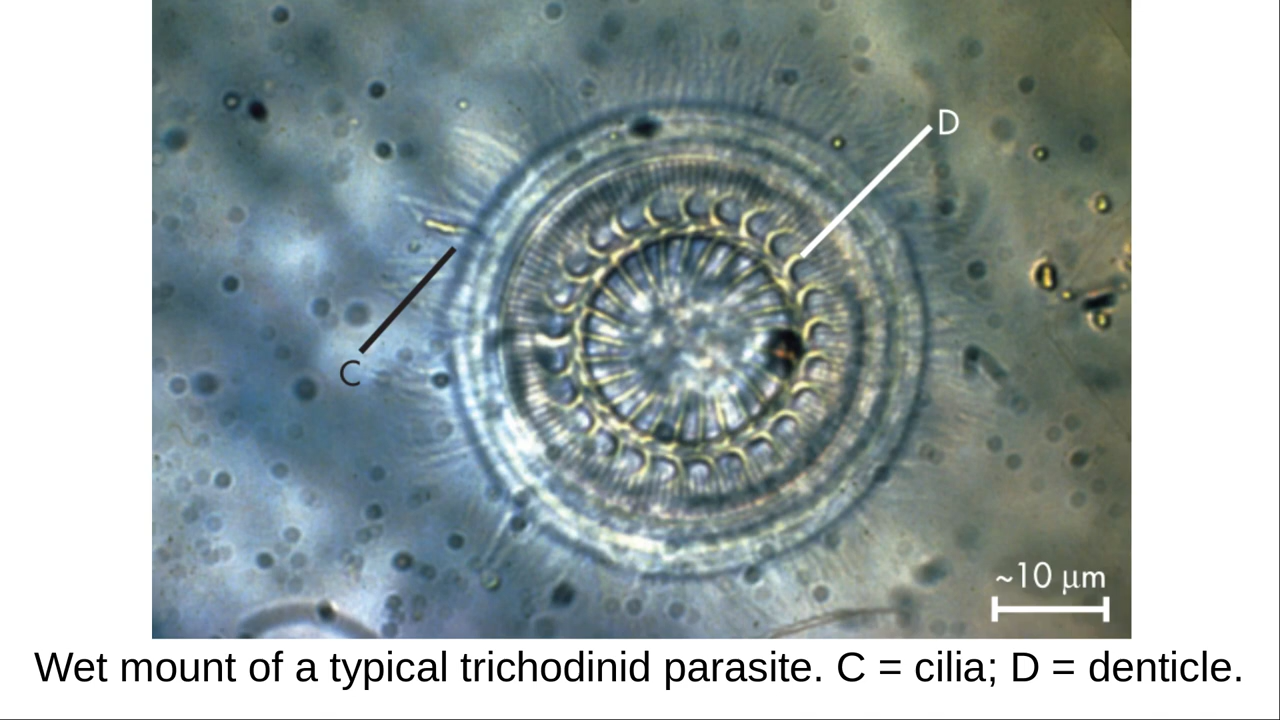 D
C
~10 µm
Wet mount of a typical trichodinid parasite. C = cilia; D = denticle.